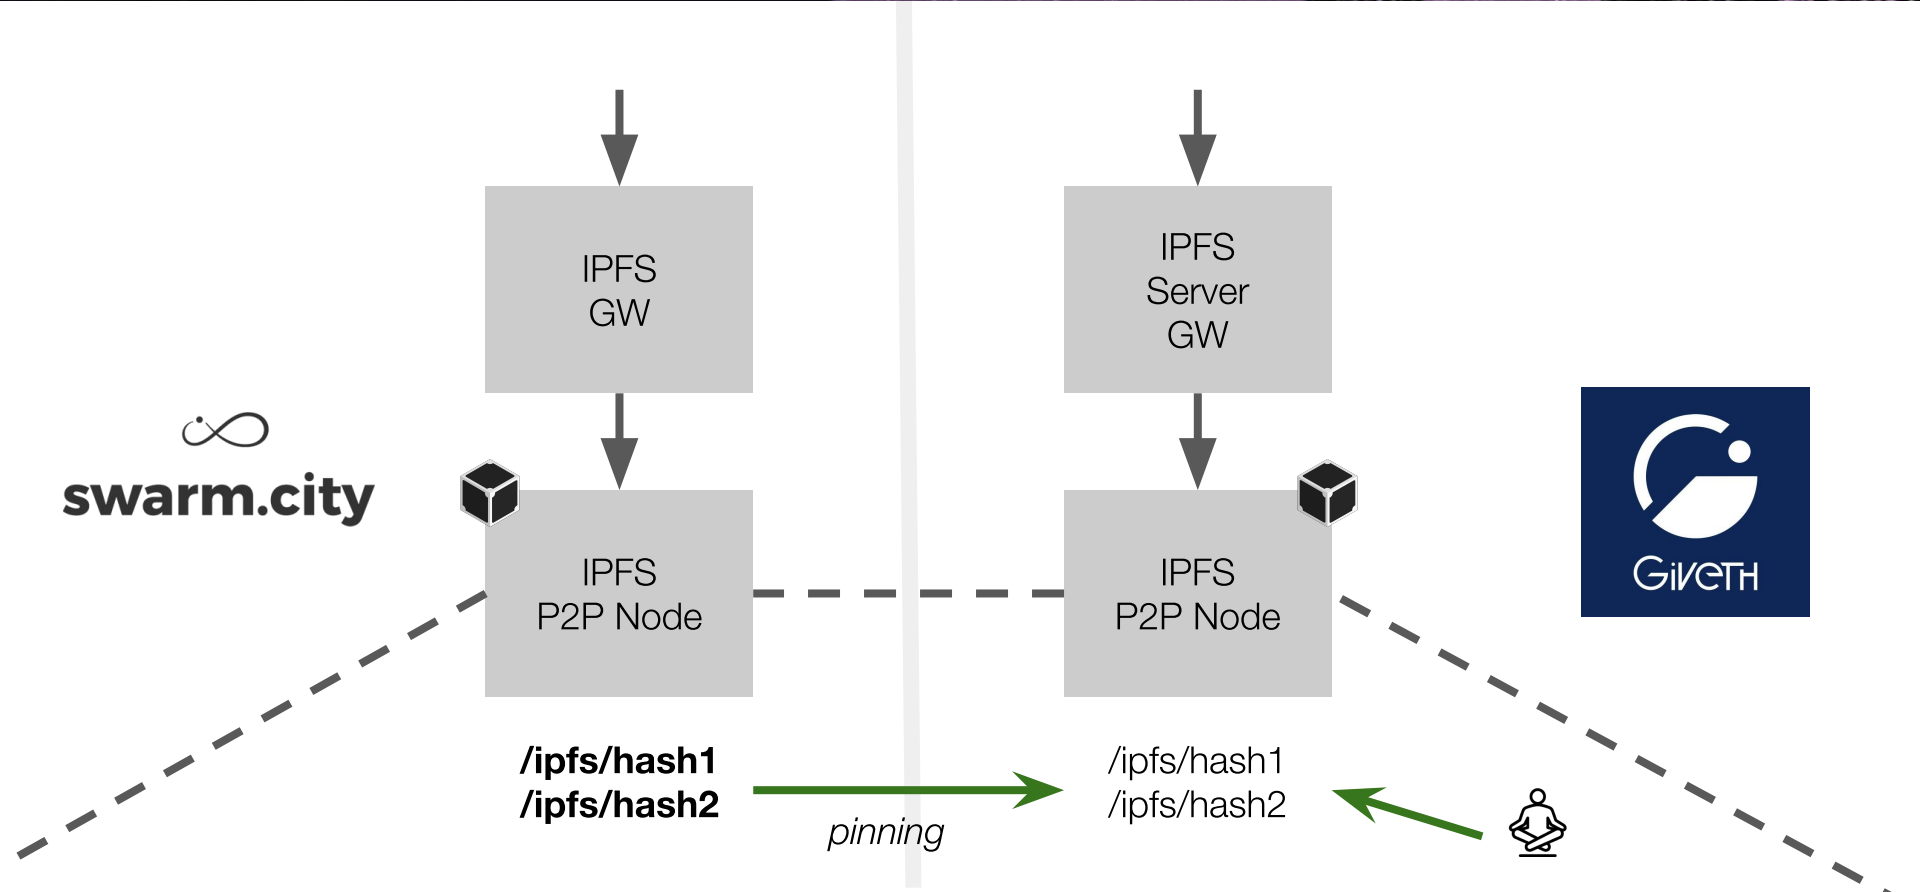 IPFS
GW
IPFS
Server
GW
swarm.city
GIVETH
IPFS
P2P Node
IPFS
P2P Node
/ipfs/hash1
/ipfs/hash2
pinning
/ipfs/hash1
/ipfs/hash2